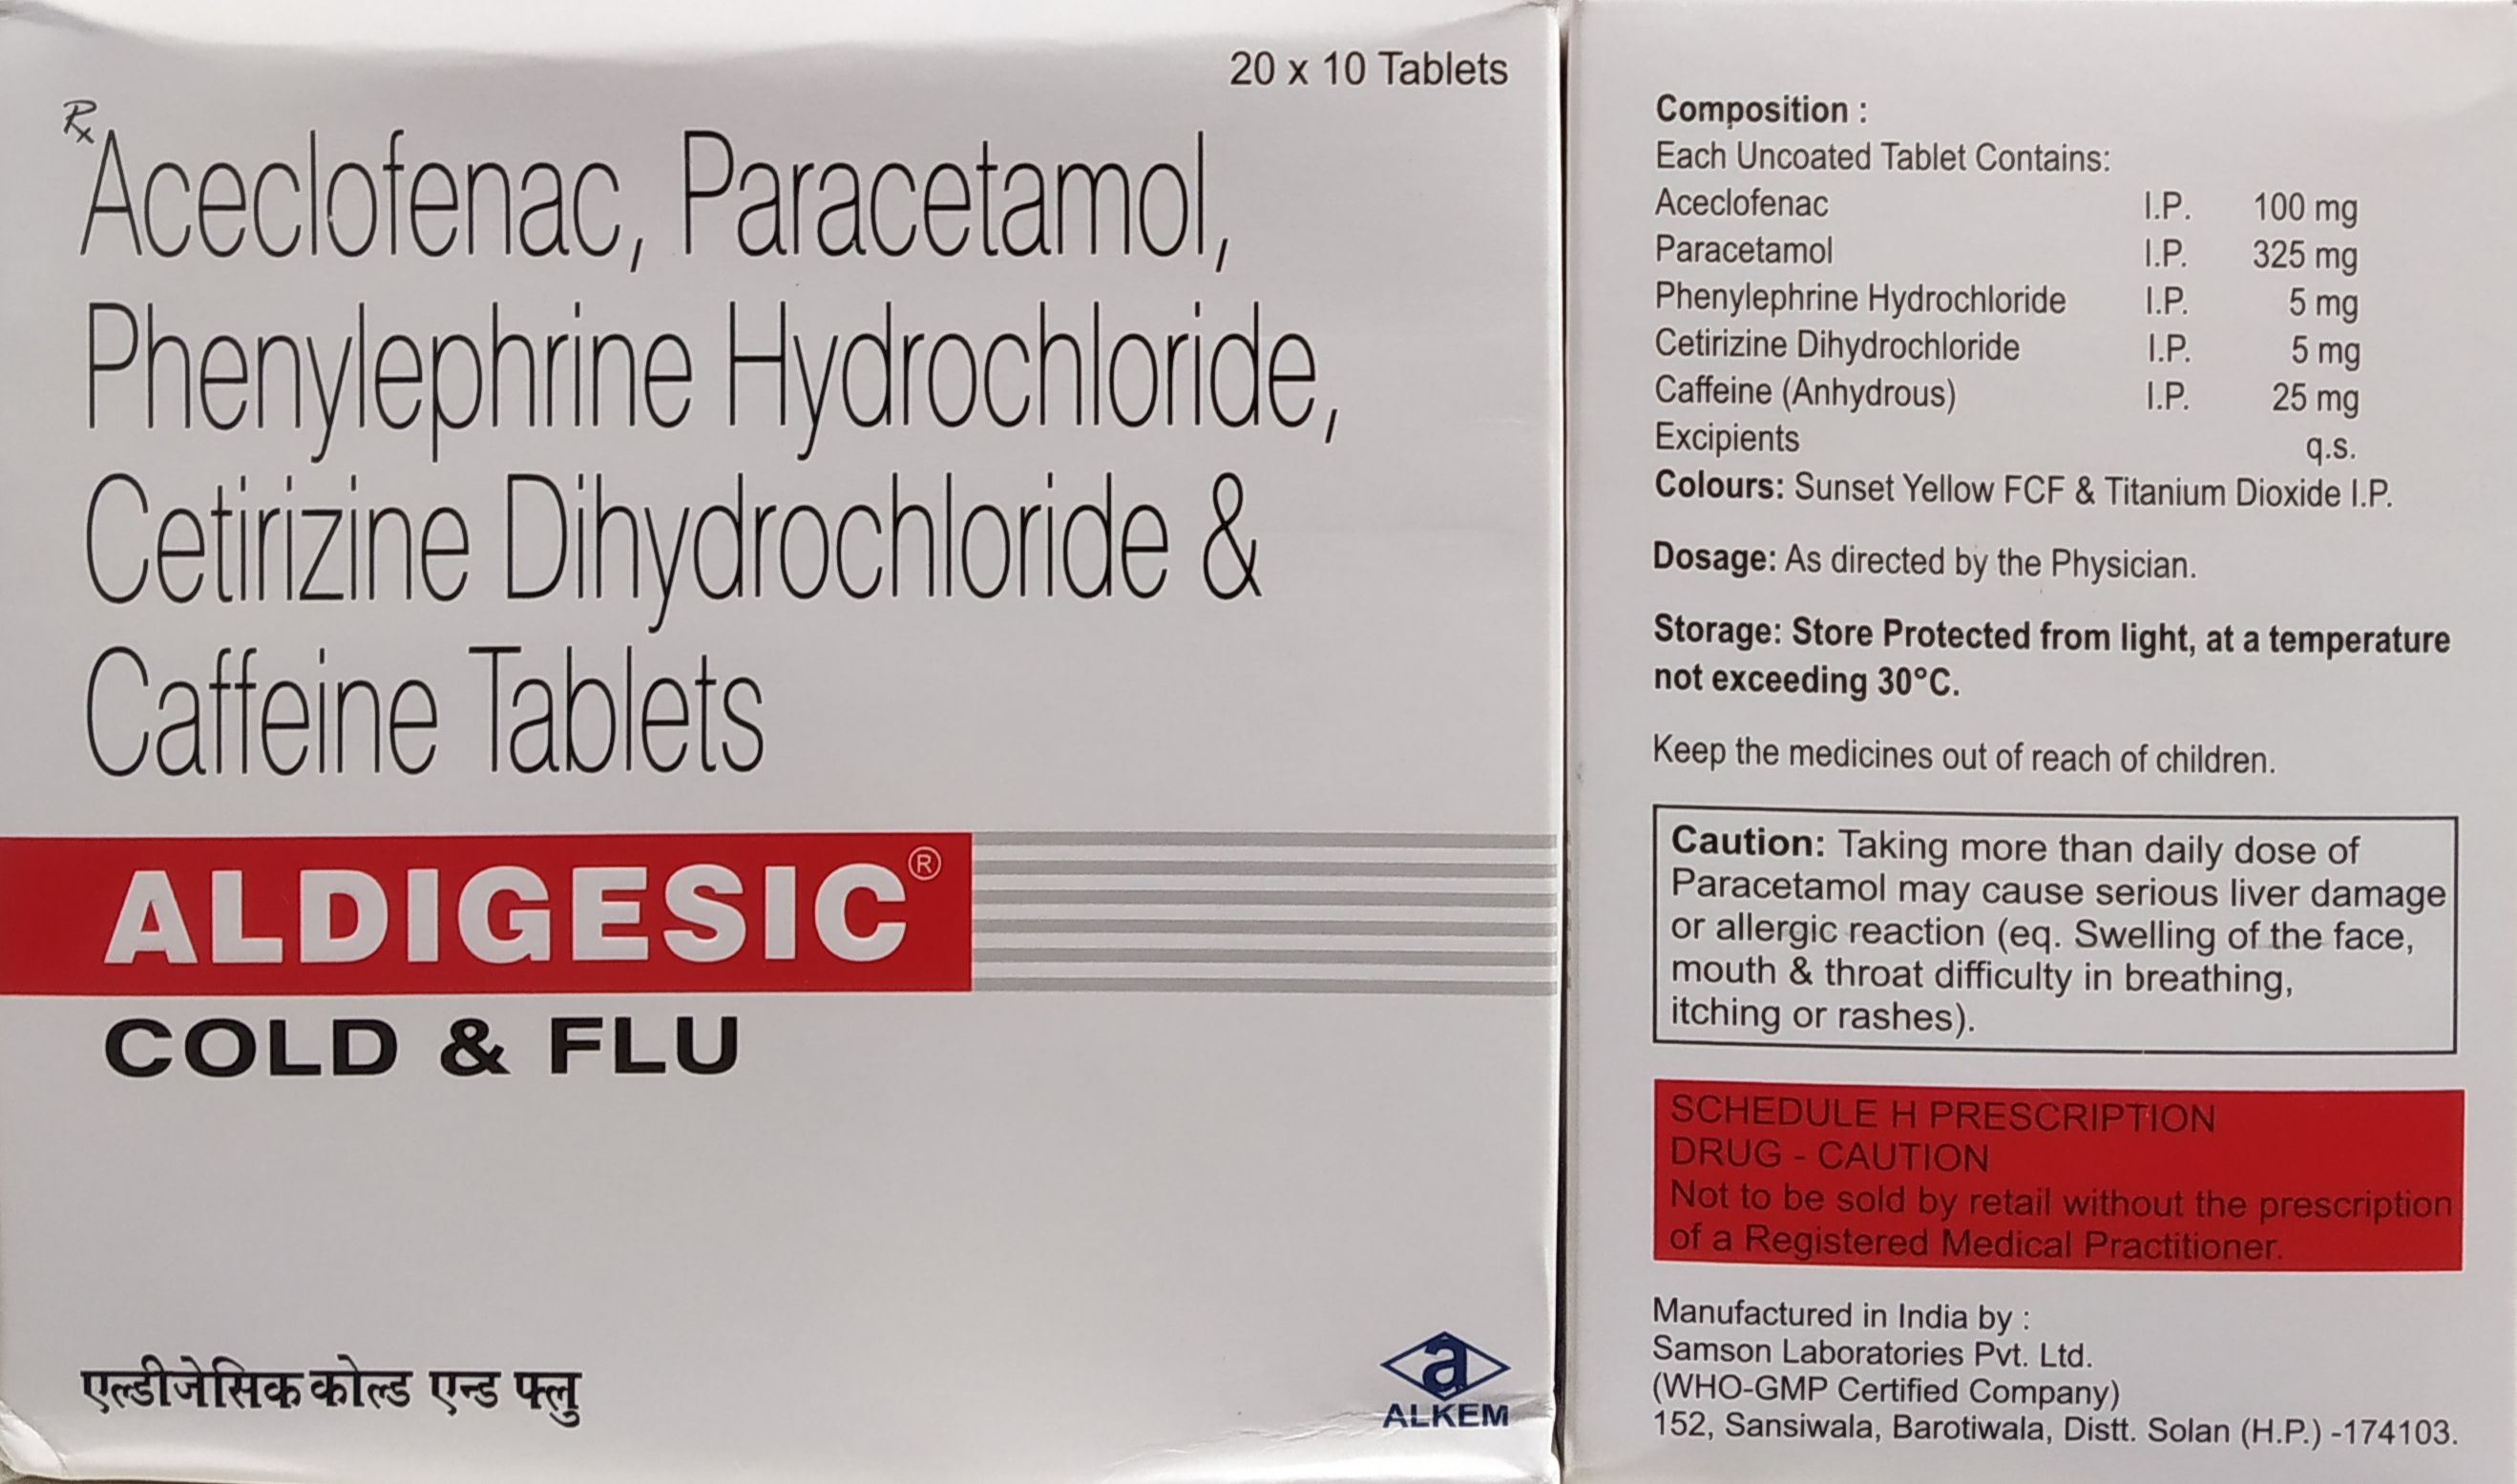 20 x 10 Tablets
Rx
Aceclofenac, Paracetamol,
Phenylephrine Hydrochloride,
Cetirizine Dihydrochloride &
Caffeine Tablets
ALDIGESIC®
COLD & FLU
एल्डीजेसिक कोल्ड एन्ड फ्लु
a
ALKEM
Composition :
Each Uncoated Tablet Contains:
Aceclofenac I.P. 100 mg
Paracetamol I.P. 325 mg
Phenylephrine Hydrochloride I.P. 5 mg
Cetirizine Dihydrochloride I.P. 5 mg
Caffeine (Anhydrous) I.P. 25 mg
Excipients q.s.
Colours: Sunset Yellow FCF & Titanium Dioxide I.P.
Dosage: As directed by the Physician.
Storage: Store Protected from light, at a temperature
not exceeding 30°C.
Keep the medicines out of reach of children.
Caution: Taking more than daily dose of
Paracetamol may cause serious liver damage
or allergic reaction (eq. Swelling of the face,
mouth & throat difficulty in breathing,
itching or rashes).
SCHEDULE H PRESCRIPTION
DRUG - CAUTION
Not to be sold by retail without the prescription
of a Registered Medical Practitioner.
Manufactured in India by :
Samson Laboratories Pvt. Ltd.
(WHO-GMP Certified Company)
152, Sansiwala, Barotiwala, Distt. Solan (H.P.) -174103.